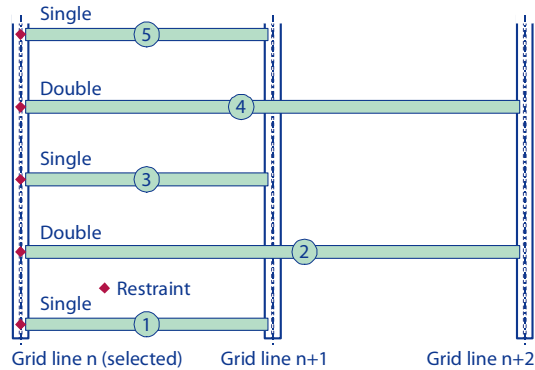 Single
5
Double
4
Single
3
Double
2
Restraint
Single
1
Grid line n (selected) Grid line n+1 Grid line n+2